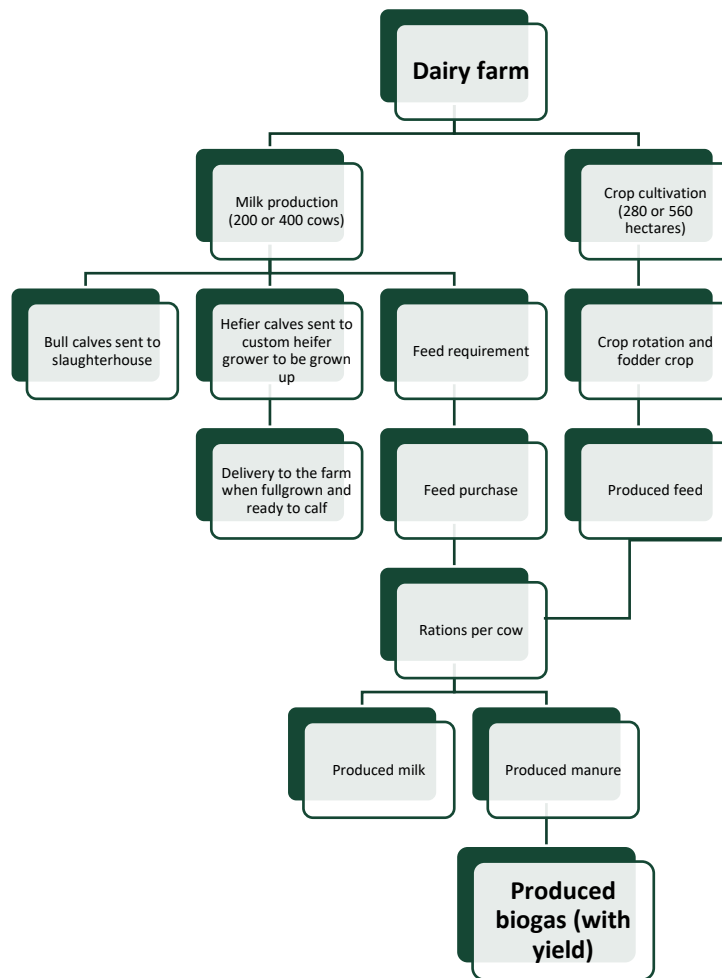 Dairy farm
Milk production
(200 or 400 cows)
Crop cultivation
(280 or 560
hectares)
Bull calves sent to
slaughterhouse
Hefier calves sent to
custom heifer
grower to be grown
up
Feed requirement
Crop rotation and
fodder crop
Delivery to the farm
when fullgrown and
ready to calf
Feed purchase
Produced feed
Rations per cow
Produced milk
Produced manure
Produced
biogas (with
yield)